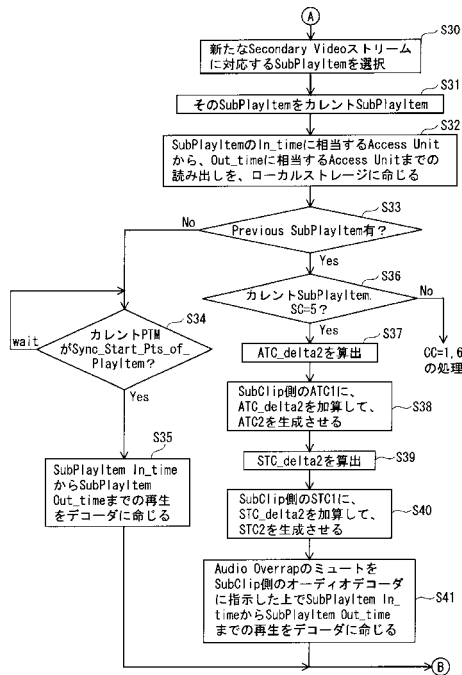 A
S30
新たなSecondary Videoストリーム
に対応するSubPlayItemを選択
S31
そのSubPlayItemをカレントSubPlayItem
S32
SubPlayItemのIn_timeに相当するAccess Unit
から、Out_timeに相当するAccess Unitまでの
読み出しを、ローカルストレージに命じる
S33
No
Previous SubPlayItem有？
Yes
S36
カレントSubPlayItem.
SC=5？
No
Yes
CC=1,6
の処理
S34
wait
カレントPTM
がSync_Start_Pts_of_
PlayItem？
Yes
S37
ATC_delta2を算出
SubClip側のATC1に、
ATC_delta2を加算して、
ATC2を生成させる
S38
S35
SubPlayItem In_time
からSubPlayItem
Out_timeまでの再生
をデコーダに命じる
STC_delta2を算出
S39
SubClip側のSTC1に、
STC_delta2を加算して、
STC2を生成させる
S40
Audio Overrapのミュートを
SubClip側のオーディオデコーダ
に指示した上でSubPlayItem In_
timeからSubPlayItem Out_time
までの再生をデコーダに命じる
S41
B